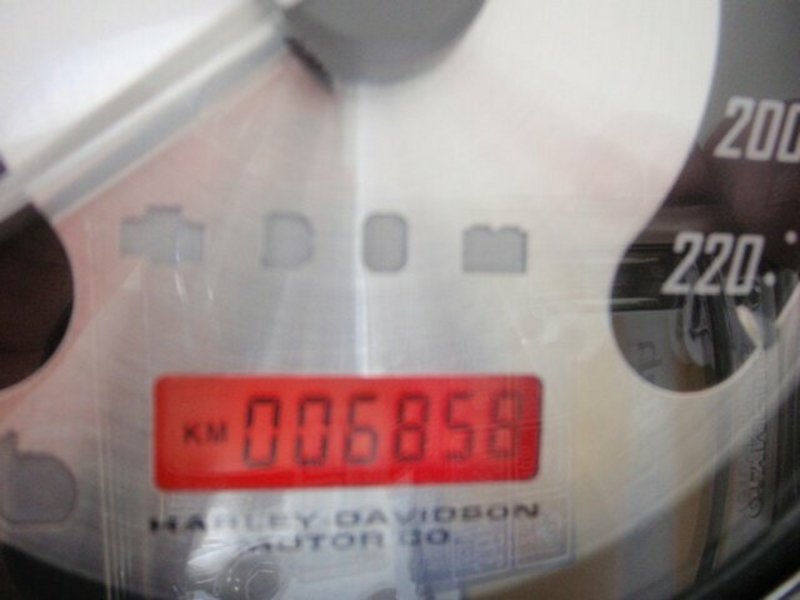 200
220
KM 006858
HARLEY-DAVIDSON
MOTOR CO.